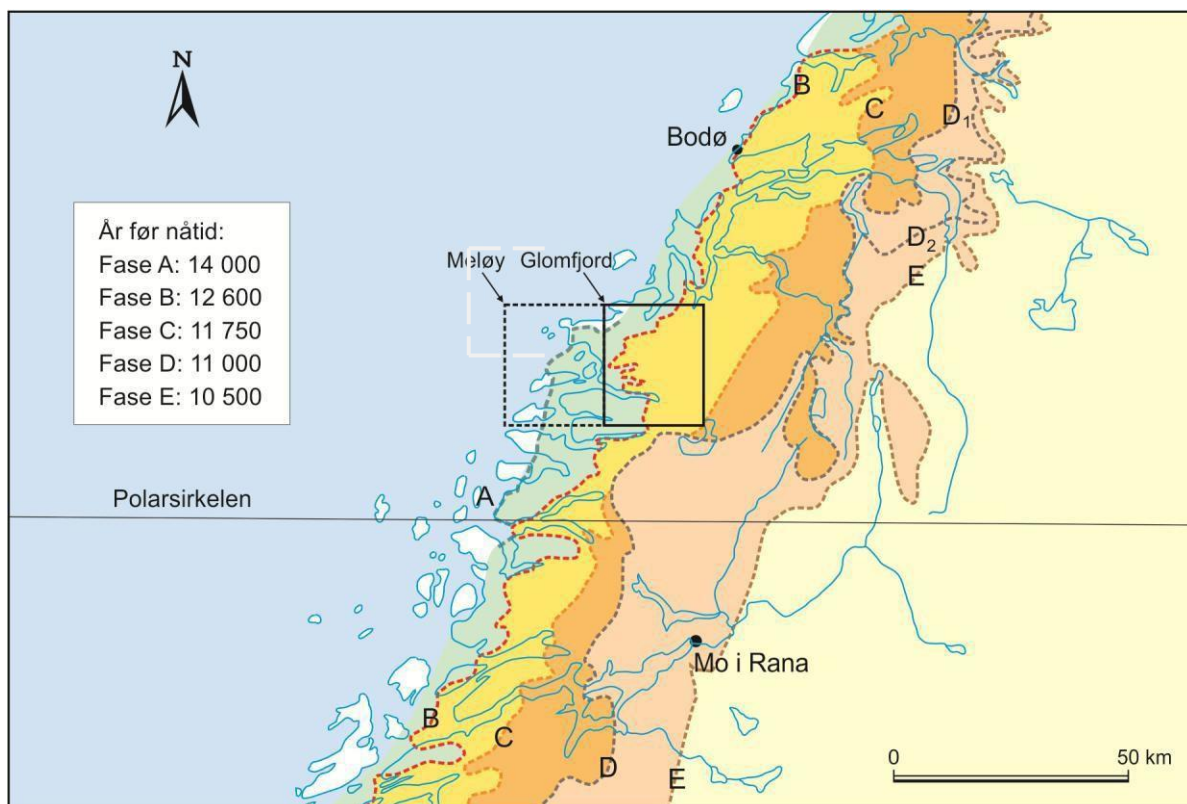 N
B
C
D₁
Bodø
År før nåtid:
Fase A: 14 000
Fase B: 12 600
Fase C: 11 750
Fase D: 11 000
Fase E: 10 500
D₂
Meløy
Glomfjord
E
A
Polarsirkelen
Mo i Rana
B
C
D
E
0
50 km